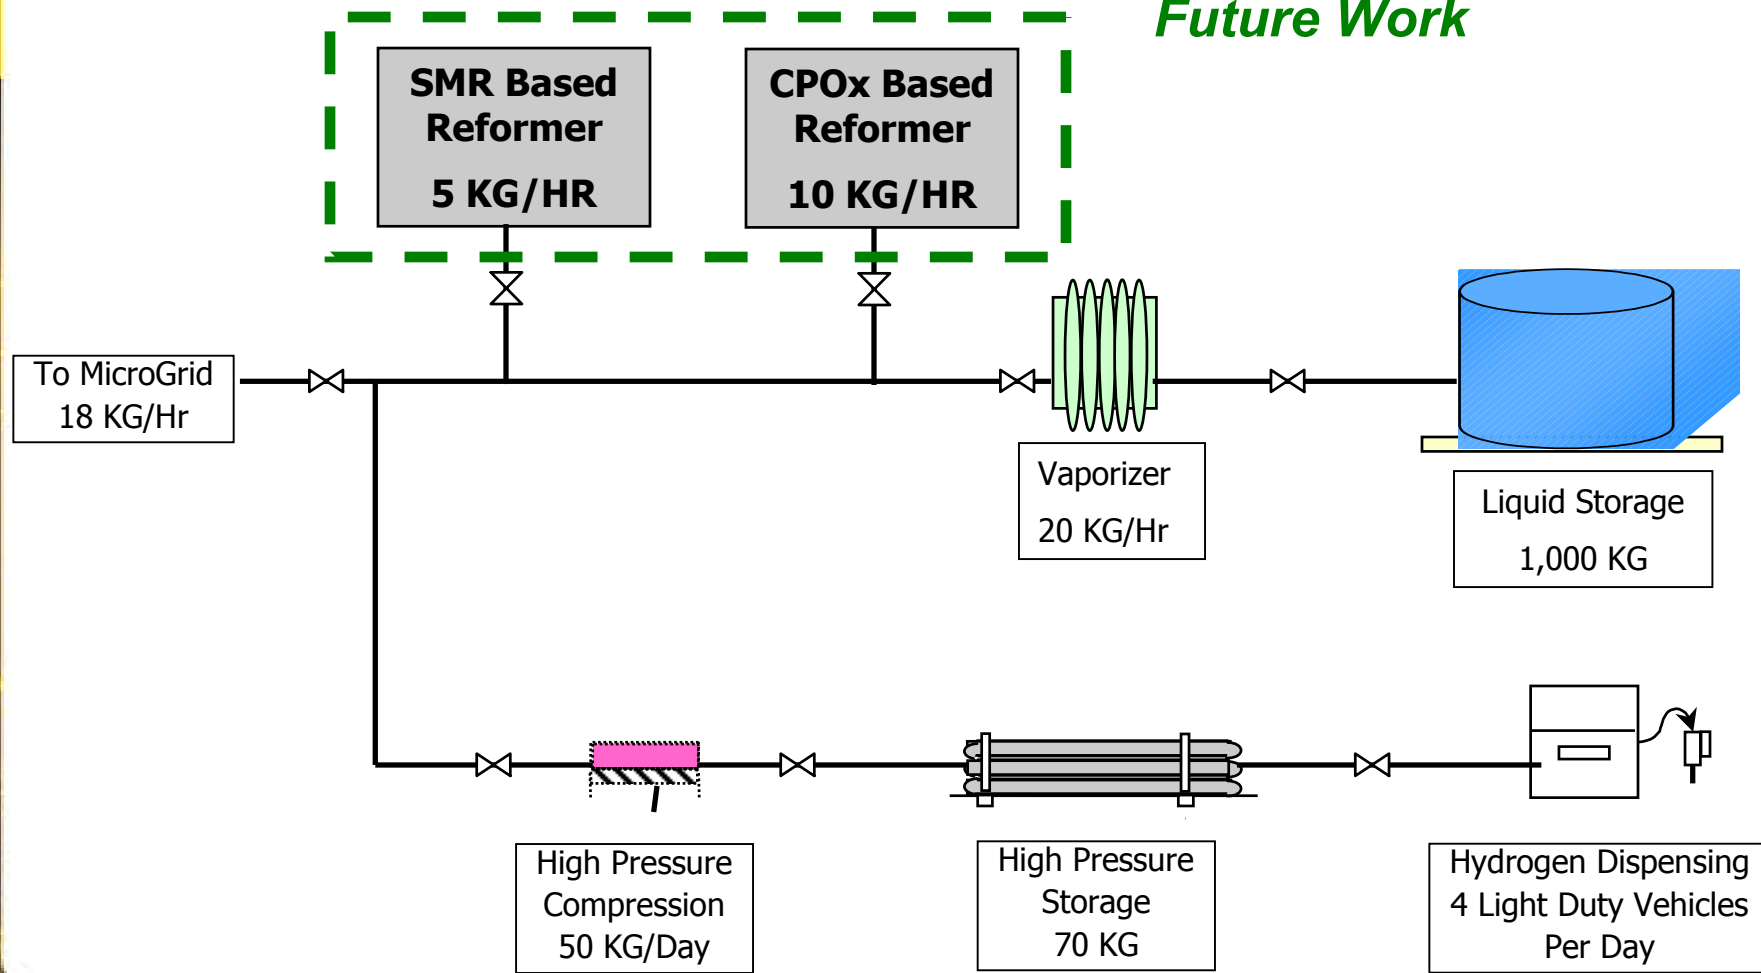 Future Work
SMR Based
Reformer
5 KG/HR
CPOx Based
Reformer
10 KG/HR
To MicroGrid
18 KG/Hr
Vaporizer
20 KG/Hr
Liquid Storage
1,000 KG
High Pressure
Compression
50 KG/Day
High Pressure
Storage
70 KG
Hydrogen Dispensing
4 Light Duty Vehicles
Per Day